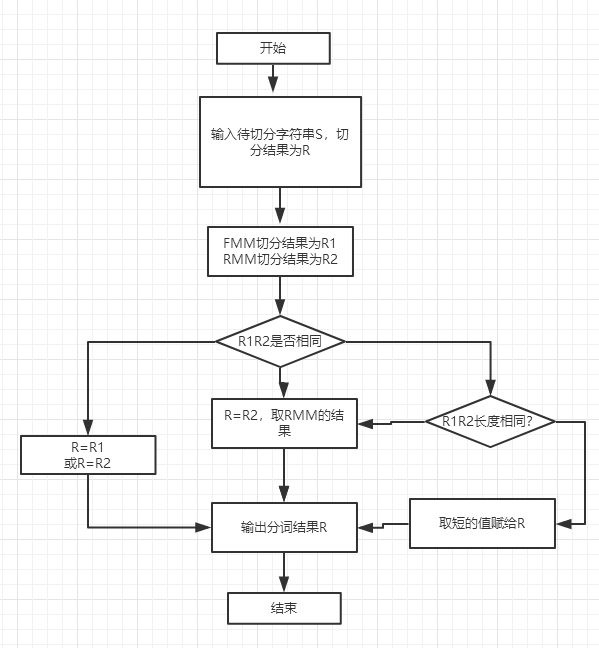 开始
输入待切分字符串S，切
分结果为R
FMM切分结果为R1
RMM切分结果为R2
R1R2是否相同
R=R2，取RMM的结
果
R1R2长度相同?
R=R1
或R=R2
输出分词结果R
取短的值赋给R
结束